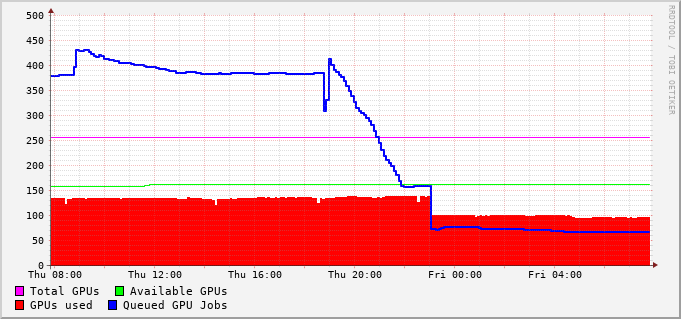 500
450
400
350
300
250
200
150
100
50
0
Thu 08:00 Thu 12:00 Thu 16:00 Thu 20:00 Fri 00:00 Fri 04:00
Total GPUs Available GPUs
GPUs used Queued GPU Jobs
RRDTOOL / TOBI OETIKER